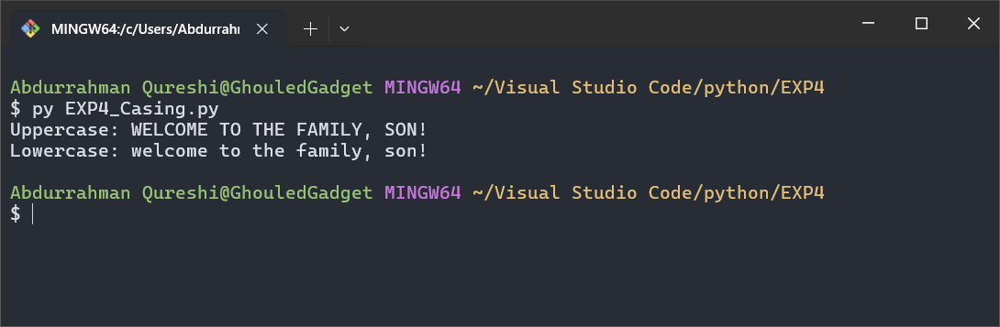 MINGW64:/c/Users/Abdurrahr
Abdurrahman Qureshi@GhouledGadget MINGW64 ~/Visual Studio Code/python/EXP4
$ py EXP4_Casing.py
Uppercase: WELCOME TO THE FAMILY, SON!
Lowercase: welcome to the family, son!
Abdurrahman Qureshi@GhouledGadget MINGW64 ~/Visual Studio Code/python/EXP4
$